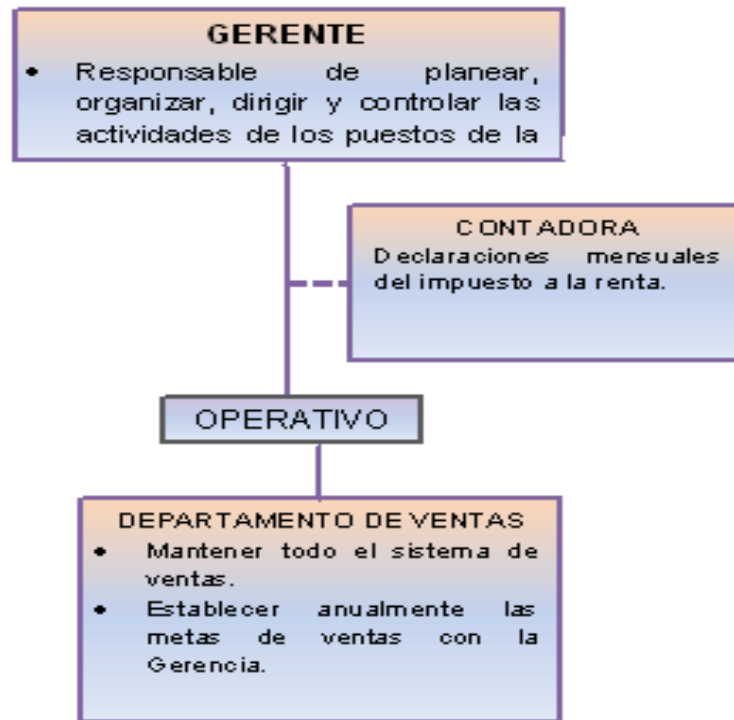 GERENTE
• Responsable de planear,
organizar, dirigir y controlar las
actividades de los puestos de la
CONTADORA
Declaraciones mensuales
del impuesto a la renta.
OPERATIVO
DEPARTAMENTO DE VENTAS
• Mantener todo el sistema de
ventas.
• Establecer anualmente las
metas de ventas con la
Gerencia.